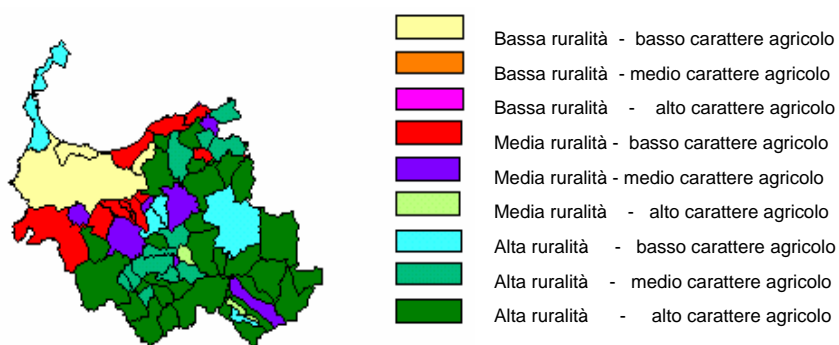 Bassa ruralità - basso carattere agricolo
Bassa ruralità - medio carattere agricolo
Bassa ruralità - alto carattere agricolo
Media ruralità - basso carattere agricolo
Media ruralità - medio carattere agricolo
Media ruralità - alto carattere agricolo
Alta ruralità - basso carattere agricolo
Alta ruralità - medio carattere agricolo
Alta ruralità - alto carattere agricolo